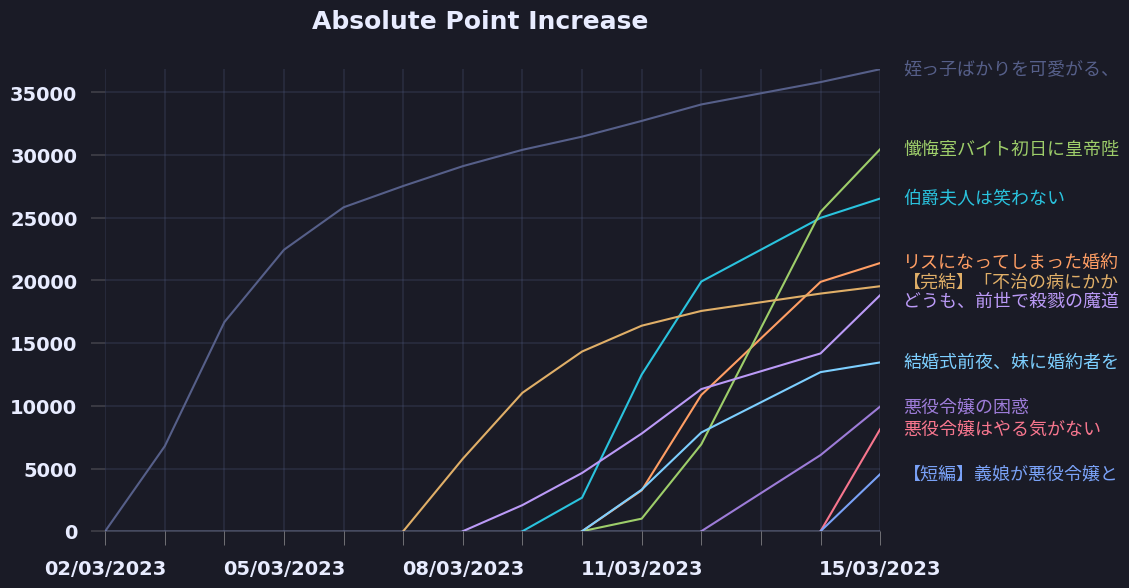 Absolute Point Increase
35000
30000
25000
20000
15000
10000
5000
0
02/03/2023
05/03/2023
08/03/2023
11/03/2023
15/03/2023
姪っ子ばかりを可愛がる、
懺悔室バイト初日に皇帝陛
伯爵夫人は笑わない
リスになってしまった婚約
【完結】「不治の病にかか
どうも、前世で殺戮の魔道
結婚式前夜、妹に婚約者を
悪役令嬢の困惑
悪役令嬢はやる気がない
【短編】義娘が悪役令嬢と